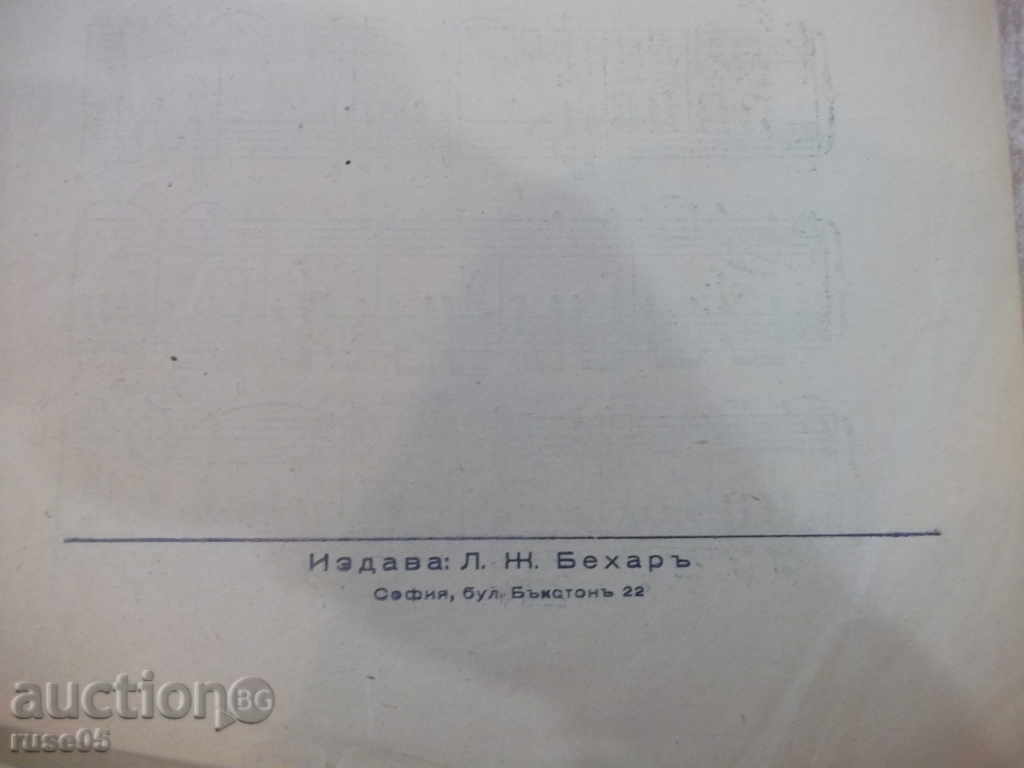 Издава: Л. Ж. Бехаръ
София, бул. Бъкстонъ 22
auction BG
ruse05